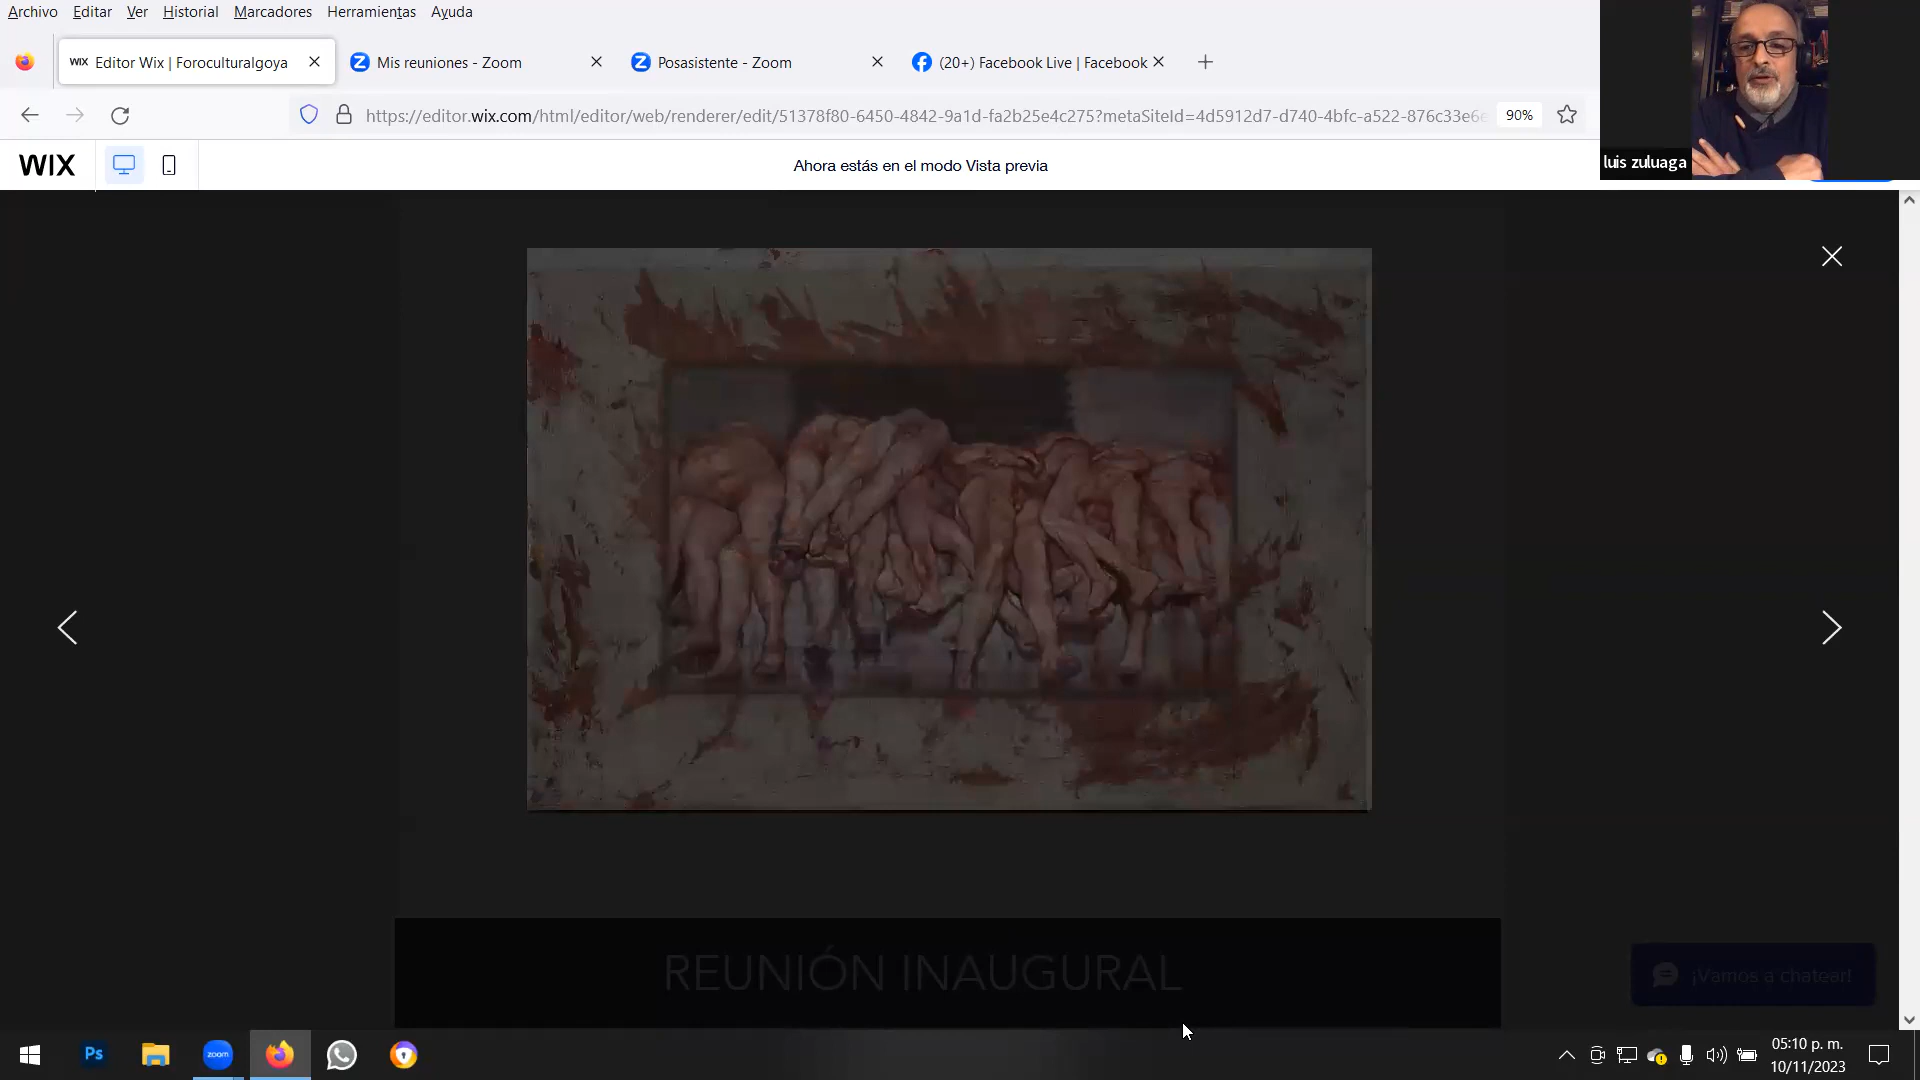 Archivo Editar Ver Historial Marcadores Herramientas Ayuda
WIX Editor Wix | Foroculturalgoya
Mis reuniones - Zoom
Posasistente - Zoom
(20+) Facebook Live | Facebook
https://editor.wix.com/html/editor/web/renderer/edit/51378f80-6450-4842-9a1d-fa2b25e4c275?metaSiteId=4d5912d7-d740-4bfc-a522-876c33e6
90%
luis zuluaga
WIX
Ahora estás en el modo Vista previa
REUNIÓN INAUGURAL
¡Vamos a chatear!
Ps
zoom
05:10 p. m.
10/11/2023